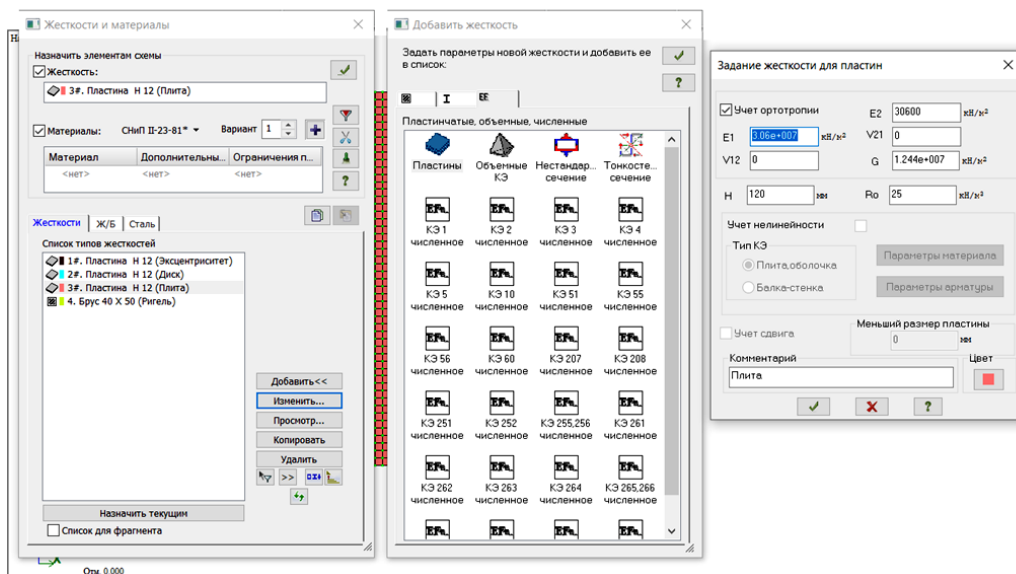 Жесткости и материалы
Назначить элементам схемы
Жесткость:
3#. Пластина H 12 (Плита)
Материалы: СНиП II-23-81* Вариант 1
Материал Дополнительны... Ограничения п...
<нет> <нет> <нет>
?
Жесткости Ж/Б Сталь
Список типов жесткостей
1#. Пластина H 12 (Эксцентриситет)
2#. Пластина H 12 (Диск)
3#. Пластина H 12 (Плита)
4. Брус 40 X 50 (Ригель)
Добавить<<
Изменить...
Просмотр...
Копировать
Удалить
>>
Назначить текущим
Список для фрагмента
Отм. 0.000
Добавить жесткость
Задать параметры новой жесткости и добавить ее
в список:
?
Пластинчатые, объемные, численные
Пластины Объемные КЭ Нестандар... сечение Тонкосте... сечение
КЭ 1 численное КЭ 2 численное КЭ 3 численное КЭ 4 численное
КЭ 5 численное КЭ 10 численное КЭ 51 численное КЭ 55 численное
КЭ 56 численное КЭ 60 численное КЭ 207 численное КЭ 208 численное
КЭ 251 численное КЭ 252 численное КЭ 255,256 численное КЭ 261 численное
КЭ 262 численное КЭ 263 численное КЭ 264 численное КЭ 265,266 численное
Задание жесткости для пластин
Учет ортотропии E2 30600 кН/м²
E1 3.06e+007 кН/м² V21 0
V12 0 G 1.244e+007 кН/м²
H 120 мм Ro 25 кН/м³
Учет нелинейности
Тип КЭ
Плита,оболочка
Балка-стенка
Параметры материала
Параметры арматуры
Учет сдвига
Меньший размер пластины
0 мм
Комментарий Цвет
Плита
?